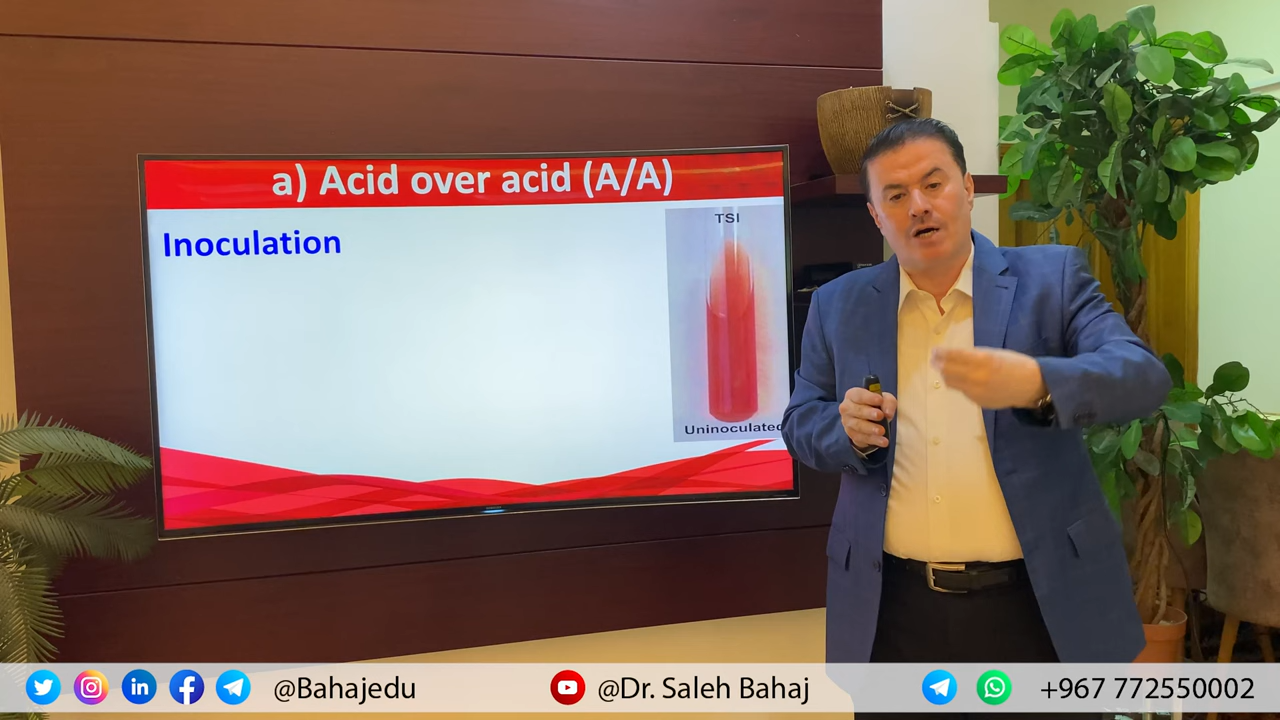 a) Acid over acid (A/A)
Inoculation
TSI
Uninoculated
@Bahajedu
@Dr. Saleh Bahaj
+967 772550002